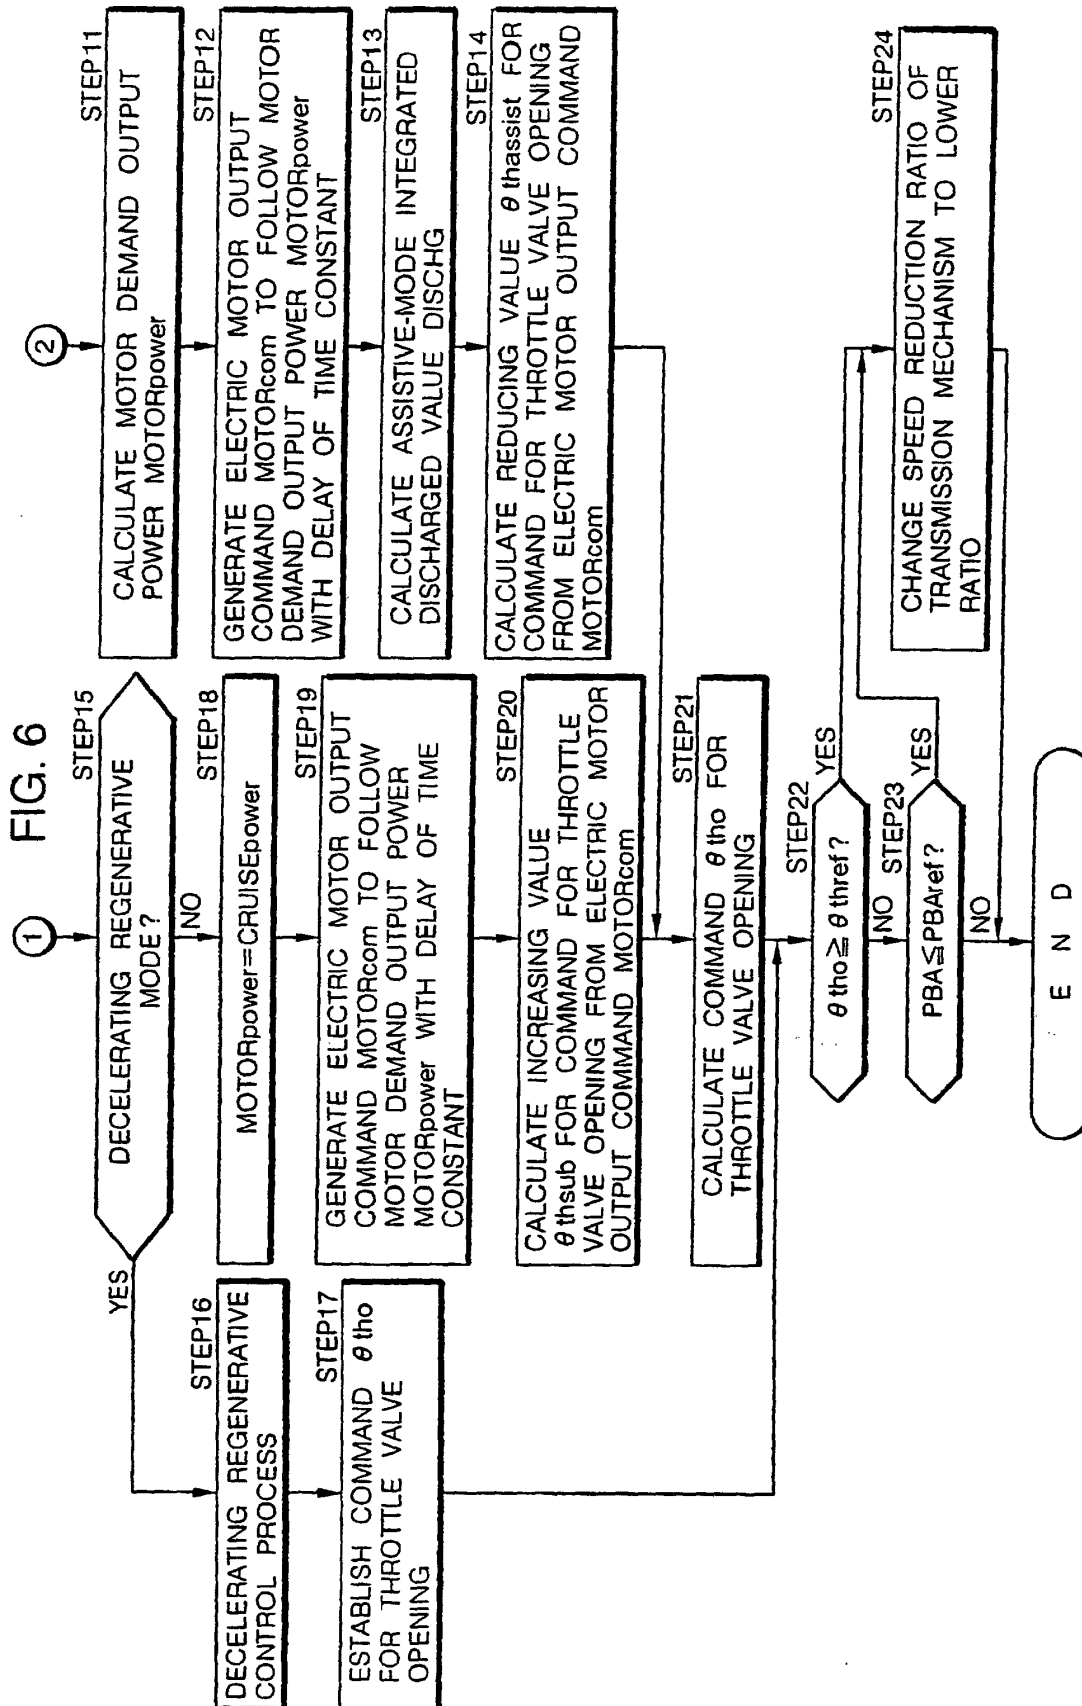 FIG. 6
1
STEP15
DECELERATING REGENERATIVE
MODE?
YES
NO
STEP16
DECELERATING REGENERATIVE
CONTROL PROCESS
STEP17
ESTABLISH COMMAND θtho
FOR THROTTLE VALVE
OPENING
STEP18
MOTORpower=CRUISEpower
STEP19
GENERATE ELECTRIC MOTOR OUTPUT
COMMAND MOTORcom TO FOLLOW
MOTOR DEMAND OUTPUT POWER
MOTORpower WITH DELAY OF TIME
CONSTANT
STEP20
CALCULATE INCREASING VALUE
θthsub FOR COMMAND FOR THROTTLE
VALVE OPENING FROM ELECTRIC MOTOR
OUTPUT COMMAND MOTORcom
2
STEP11
CALCULATE MOTOR DEMAND OUTPUT
POWER MOTORpower
STEP12
GENERATE ELECTRIC MOTOR OUTPUT
COMMAND MOTORcom TO FOLLOW MOTOR
DEMAND OUTPUT POWER MOTORpower
WITH DELAY OF TIME CONSTANT
STEP13
CALCULATE ASSISTIVE-MODE INTEGRATED
DISCHARGED VALUE DISCHG
STEP14
CALCULATE REDUCING VALUE θthassist FOR
COMMAND FOR THROTTLE VALVE OPENING
FROM ELECTRIC MOTOR OUTPUT COMMAND
MOTORcom
STEP21
CALCULATE COMMAND θtho FOR
THROTTLE VALVE OPENING
STEP22
θtho≧θthref?
YES
NO
STEP23
PBA≦PBAref?
YES
NO
STEP24
CHANGE SPEED REDUCTION RATIO OF
TRANSMISSION MECHANISM TO LOWER
RATIO
END